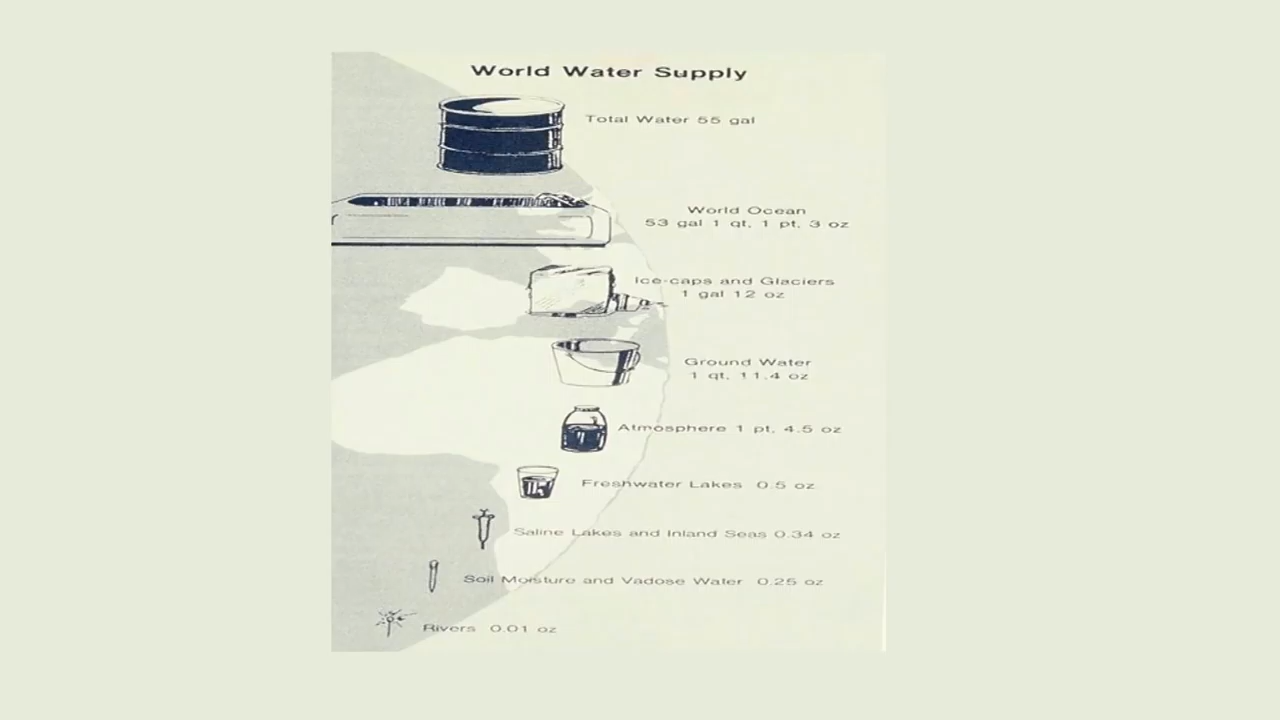 World Water Supply
Total Water 55 gal
World Ocean
53 gal 1 qt, 1 pt, 3 oz
Ice-caps and Glaciers
1 gal 12 oz
Ground Water
1 qt, 11.4 oz
Atmosphere 1 pt, 4.5 oz
Freshwater Lakes 0.5 oz
Saline Lakes and Inland Seas 0.34 oz
Soil Moisture and Vadose Water 0.25 oz
Rivers 0.01 oz